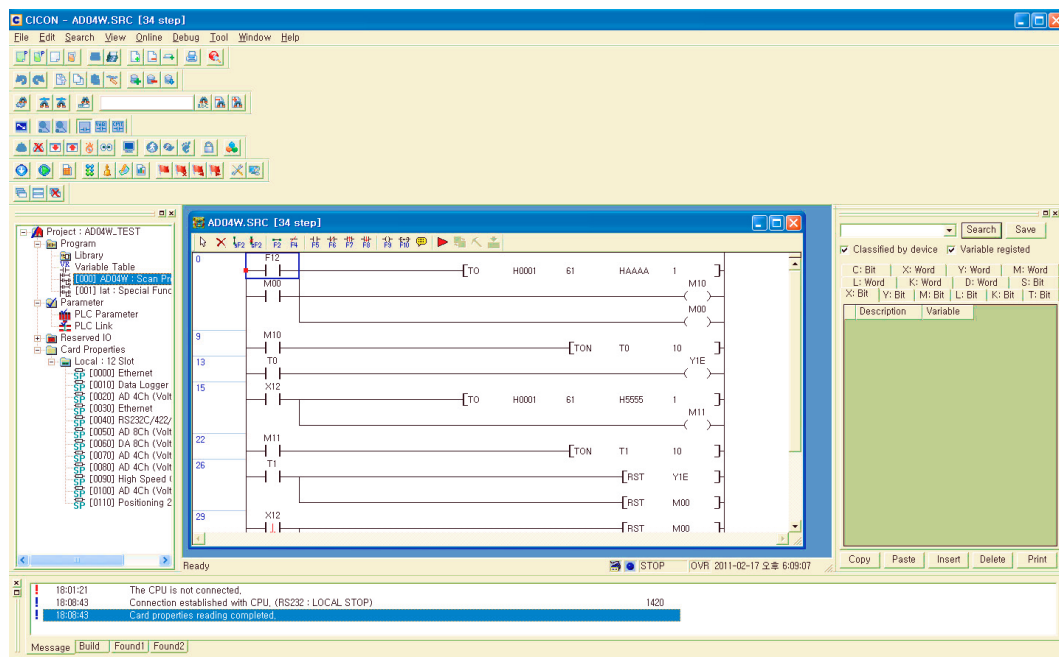 CICON - AD04W.SRC [34 step]
File Edit Search View Online Debug Tool Window Help
Project : AD04W_TEST
Program
Library
Variable Table
[000] AD04W : Scan Pr
[001] lat : Special Func
Parameter
PLC Parameter
PLC Link
Reserved IO
Card Properties
Local : 12 Slot
[0000] Ethernet
[0010] Data Logger
[0020] AD 4Ch (Volt
[0030] Ethernet
[0040] RS232C/422/
[0050] AD 8Ch (Volt
[0060] DA 8Ch (Volt
[0070] AD 4Ch (Volt
[0080] AD 4Ch (Volt
[0090] High Speed
[0100] AD 4Ch (Volt
[0110] Positioning 2
AD04W.SRC [34 step]
F2 F2 F2 F4 F5 F6 F7 F8 F9 F10
0 F12 TO H0001 61 HAAAA 1
M00 M10
M00
9 M10 TON T0 10
13 T0 Y1E
15 X12 TO H0001 61 H5555 1
M11
22 M11 TON T1 10
26 T1 RST Y1E
RST M00
29 X12 RST M00
Ready STOP OVR 2011-02-17 오후 6:09:07
Search Save
Classified by device Variable registed
C: Bit X: Word Y: Word M: Word
L: Word K: Word D: Word S: Bit
X: Bit Y: Bit M: Bit L: Bit K: Bit T: Bit
Description Variable
Copy Paste Insert Delete Print
18:01:21 The CPU is not connected,
18:08:43 Connection established with CPU, (RS232 : LOCAL STOP) 1420
18:08:43 Card properties reading completed,
Message Build Found1 Found2